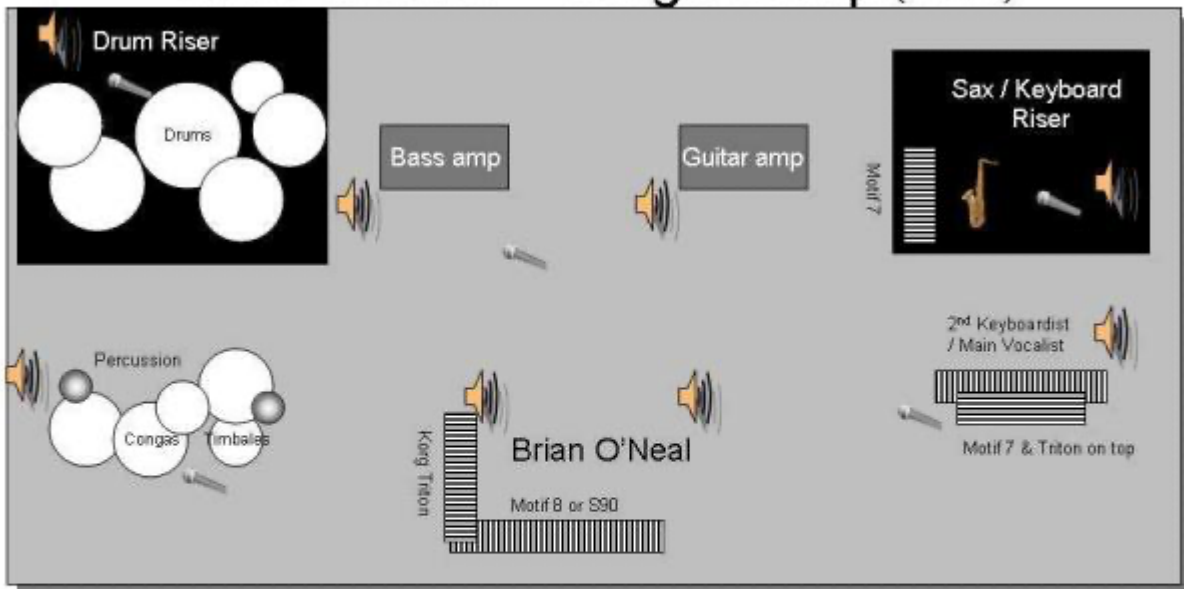 Drum Riser
Drums
Bass amp
Guitar amp
Sax / Keyboard
Riser
Motif 7
2nd Keyboardist
/ Main Vocalist
Percussion
Congas
Timbales
Korg Triton
Brian O'Neal
Motif 8 or S90
Motif 7 & Triton on top